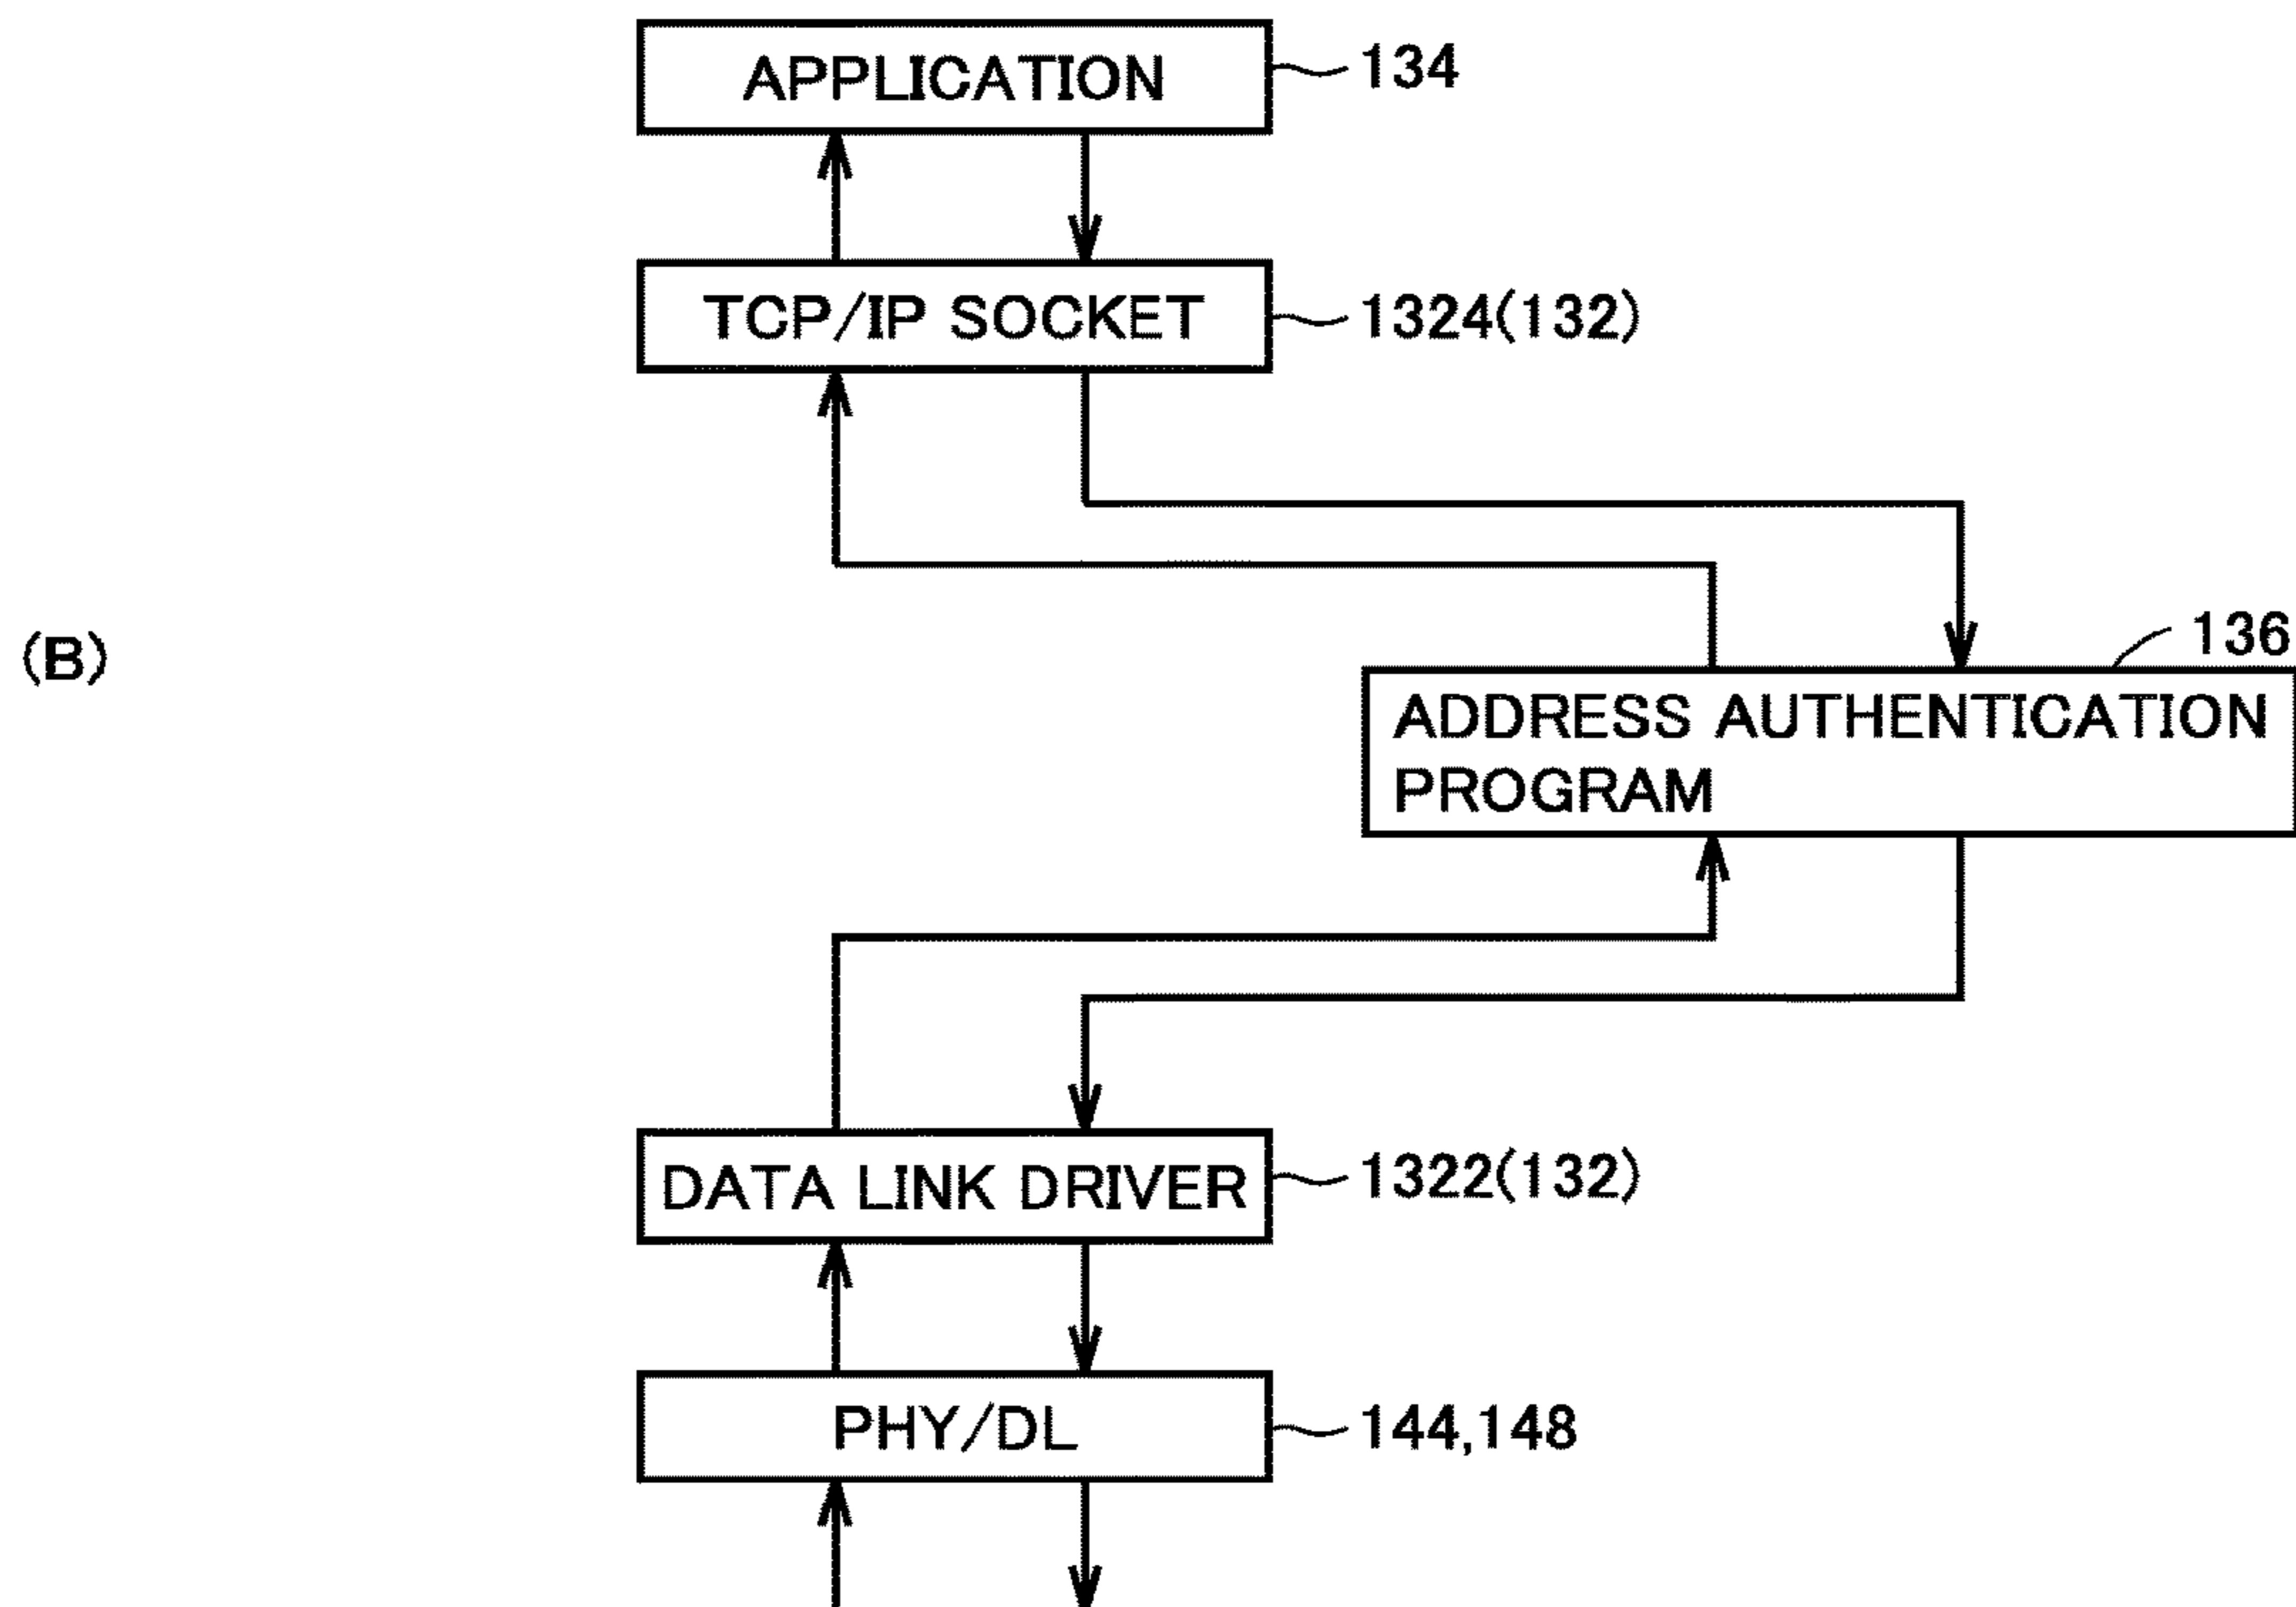 APPLICATION 134
TCP/IP SOCKET 1324(132)
(B)
136
ADDRESS AUTHENTICATION
PROGRAM
DATA LINK DRIVER 1322(132)
PHY/DL 144,148